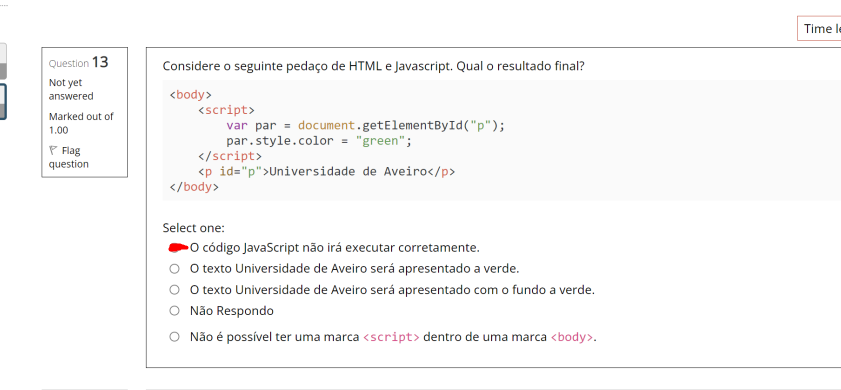 Time l
Question 13
Not yet
answered
Marked out of
1.00
Flag
question
Considere o seguinte pedaço de HTML e Javascript. Qual o resultado final?
<body>
    <script>
        var par = document.getElementById("p");
        par.style.color = "green";
    </script>
    <p id="p">Universidade de Aveiro</p>
</body>
Select one:
O código JavaScript não irá executar corretamente.
O texto Universidade de Aveiro será apresentado a verde.
O texto Universidade de Aveiro será apresentado com o fundo a verde.
Não Respondo
Não é possível ter uma marca <script> dentro de uma marca <body>.